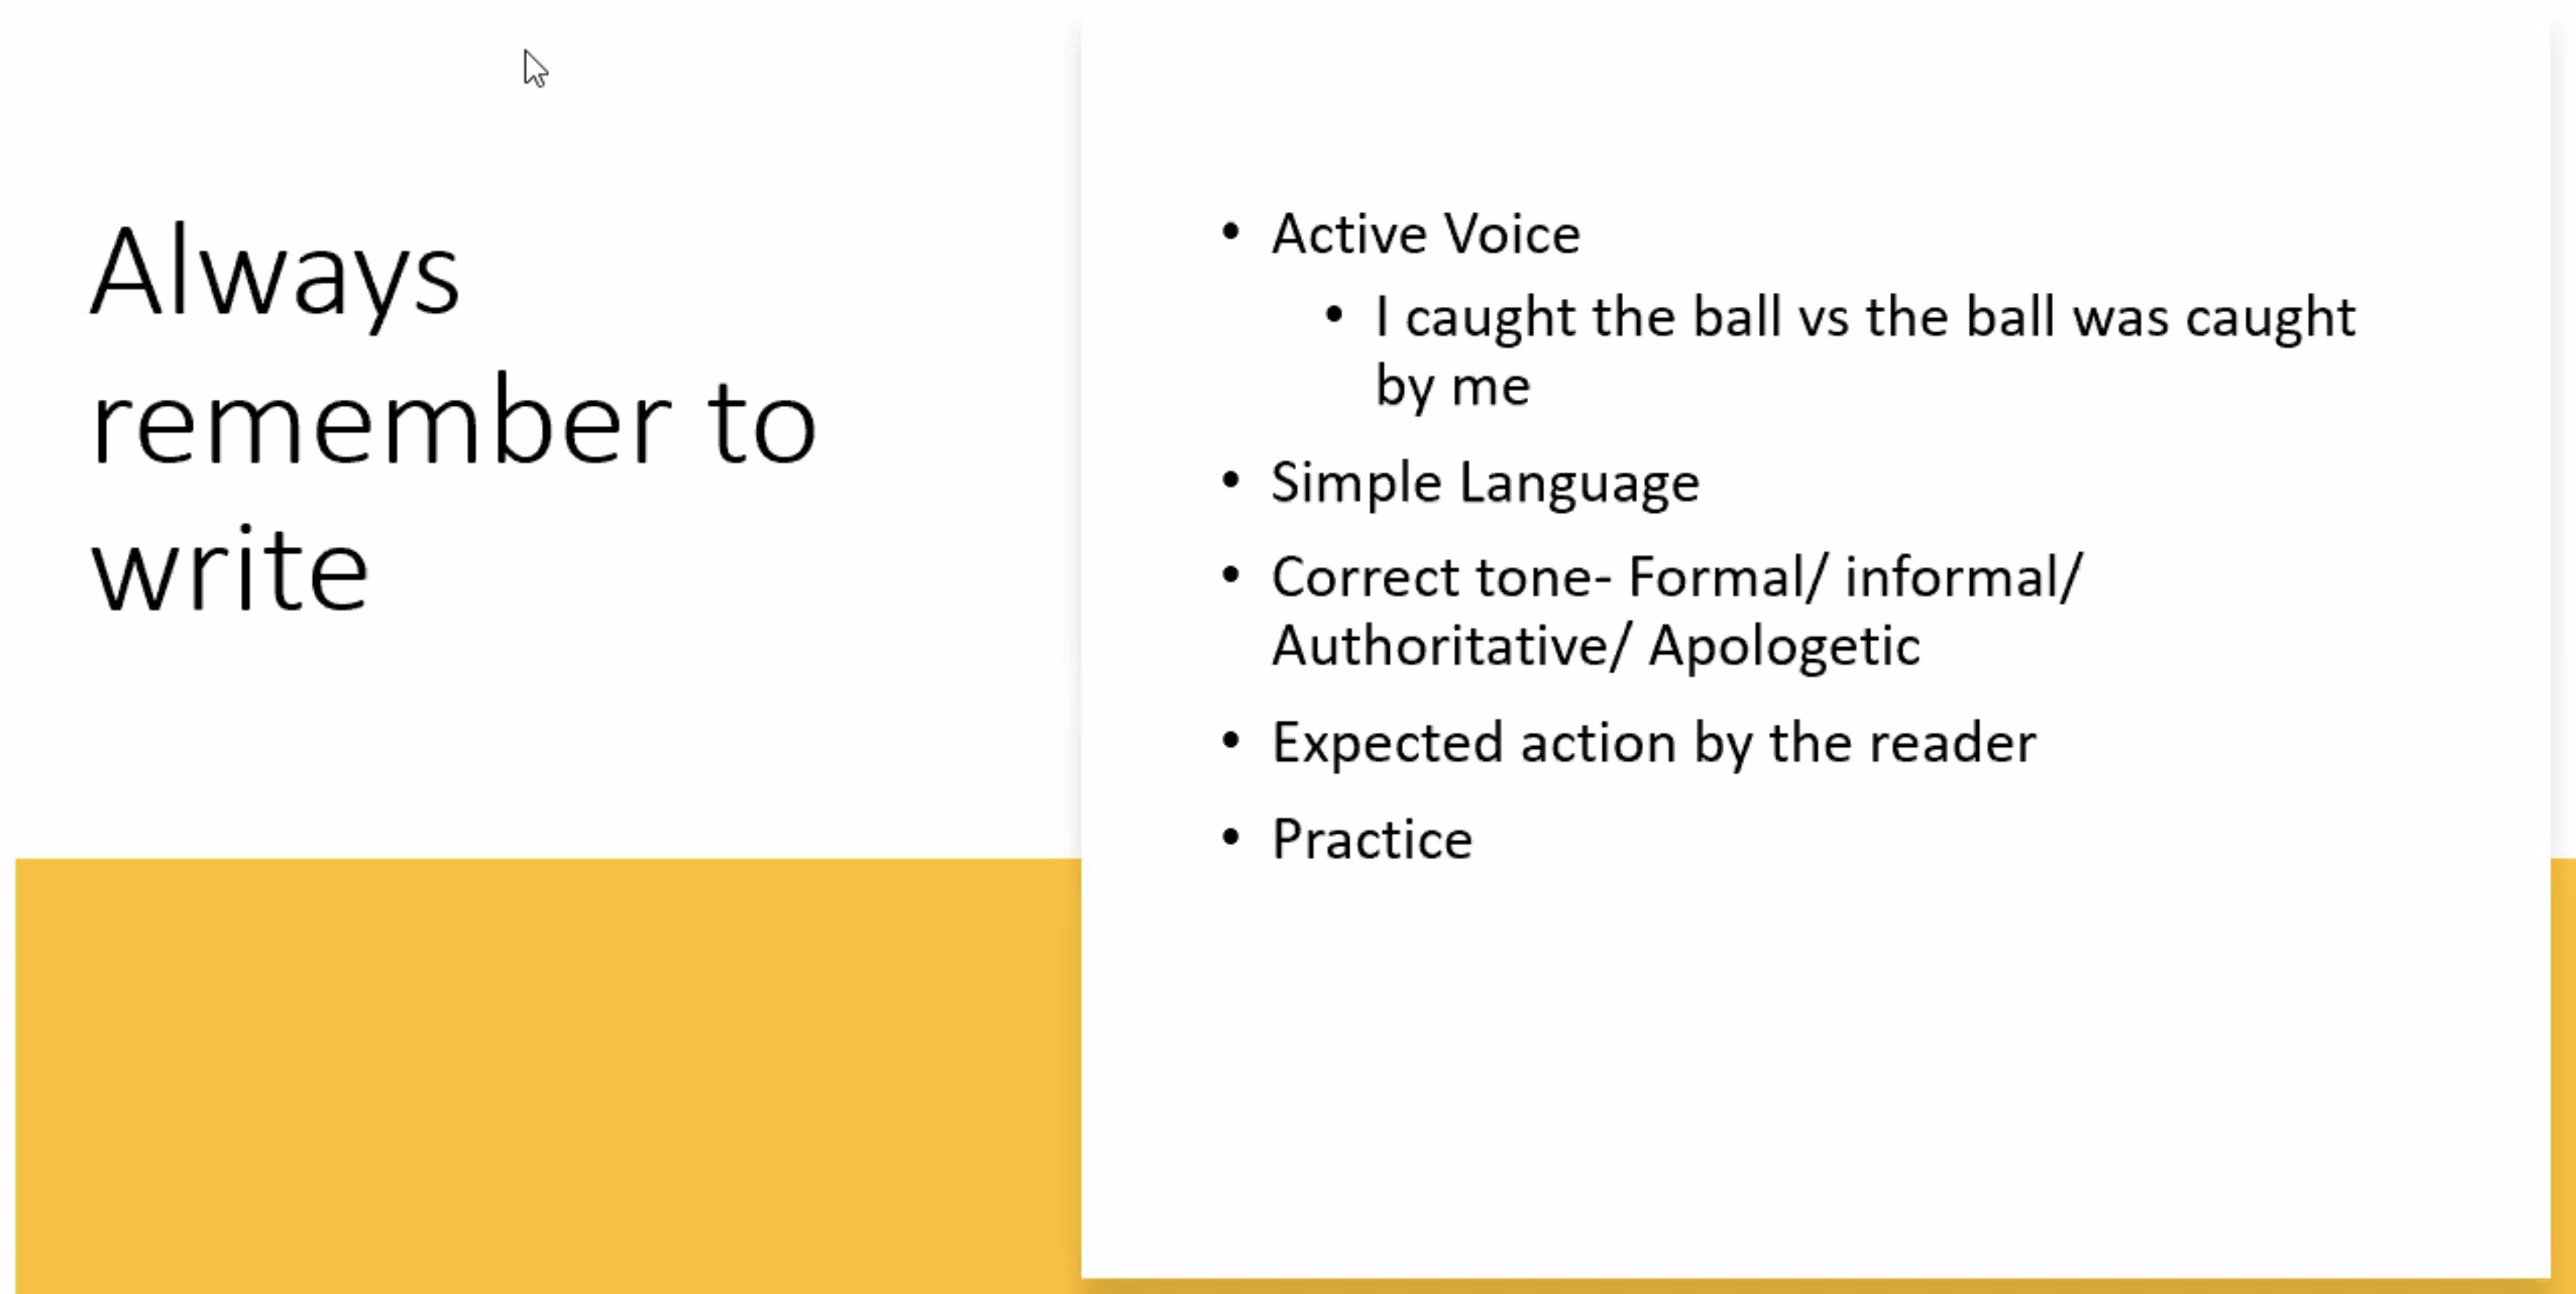 Always
remember to
write
• Active Voice
• I caught the ball vs the ball was caught
by me
• Simple Language
• Correct tone- Formal/ informal/
Authoritative/ Apologetic
• Expected action by the reader
• Practice